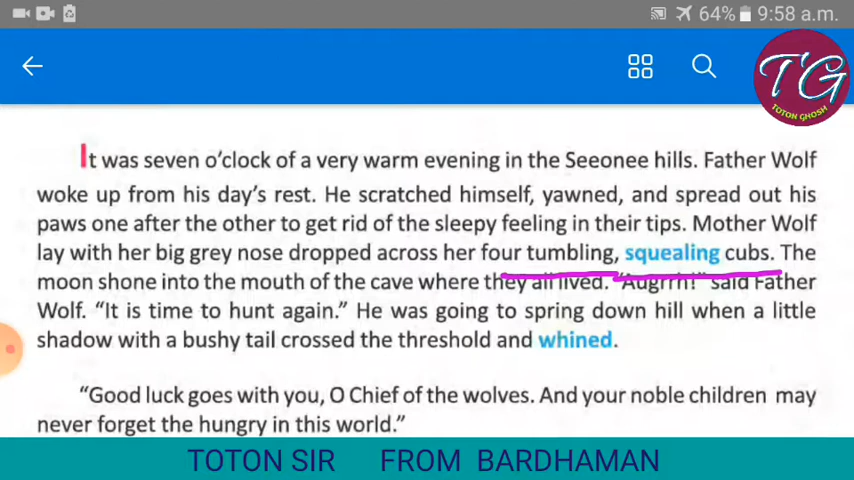 64% 9:58 a.m.
TG
TOTON GHOSH
It was seven o'clock of a very warm evening in the Seeonee hills. Father Wolf
woke up from his day's rest. He scratched himself, yawned, and spread out his
paws one after the other to get rid of the sleepy feeling in their tips. Mother Wolf
lay with her big grey nose dropped across her four tumbling, squealing cubs. The
moon shone into the mouth of the cave where they all lived. “Augrrh!” said Father
Wolf. “It is time to hunt again.” He was going to spring down hill when a little
shadow with a bushy tail crossed the threshold and whined.
“Good luck goes with you, O Chief of the wolves. And your noble children may
never forget the hungry in this world.”
TOTON SIR FROM BARDHAMAN